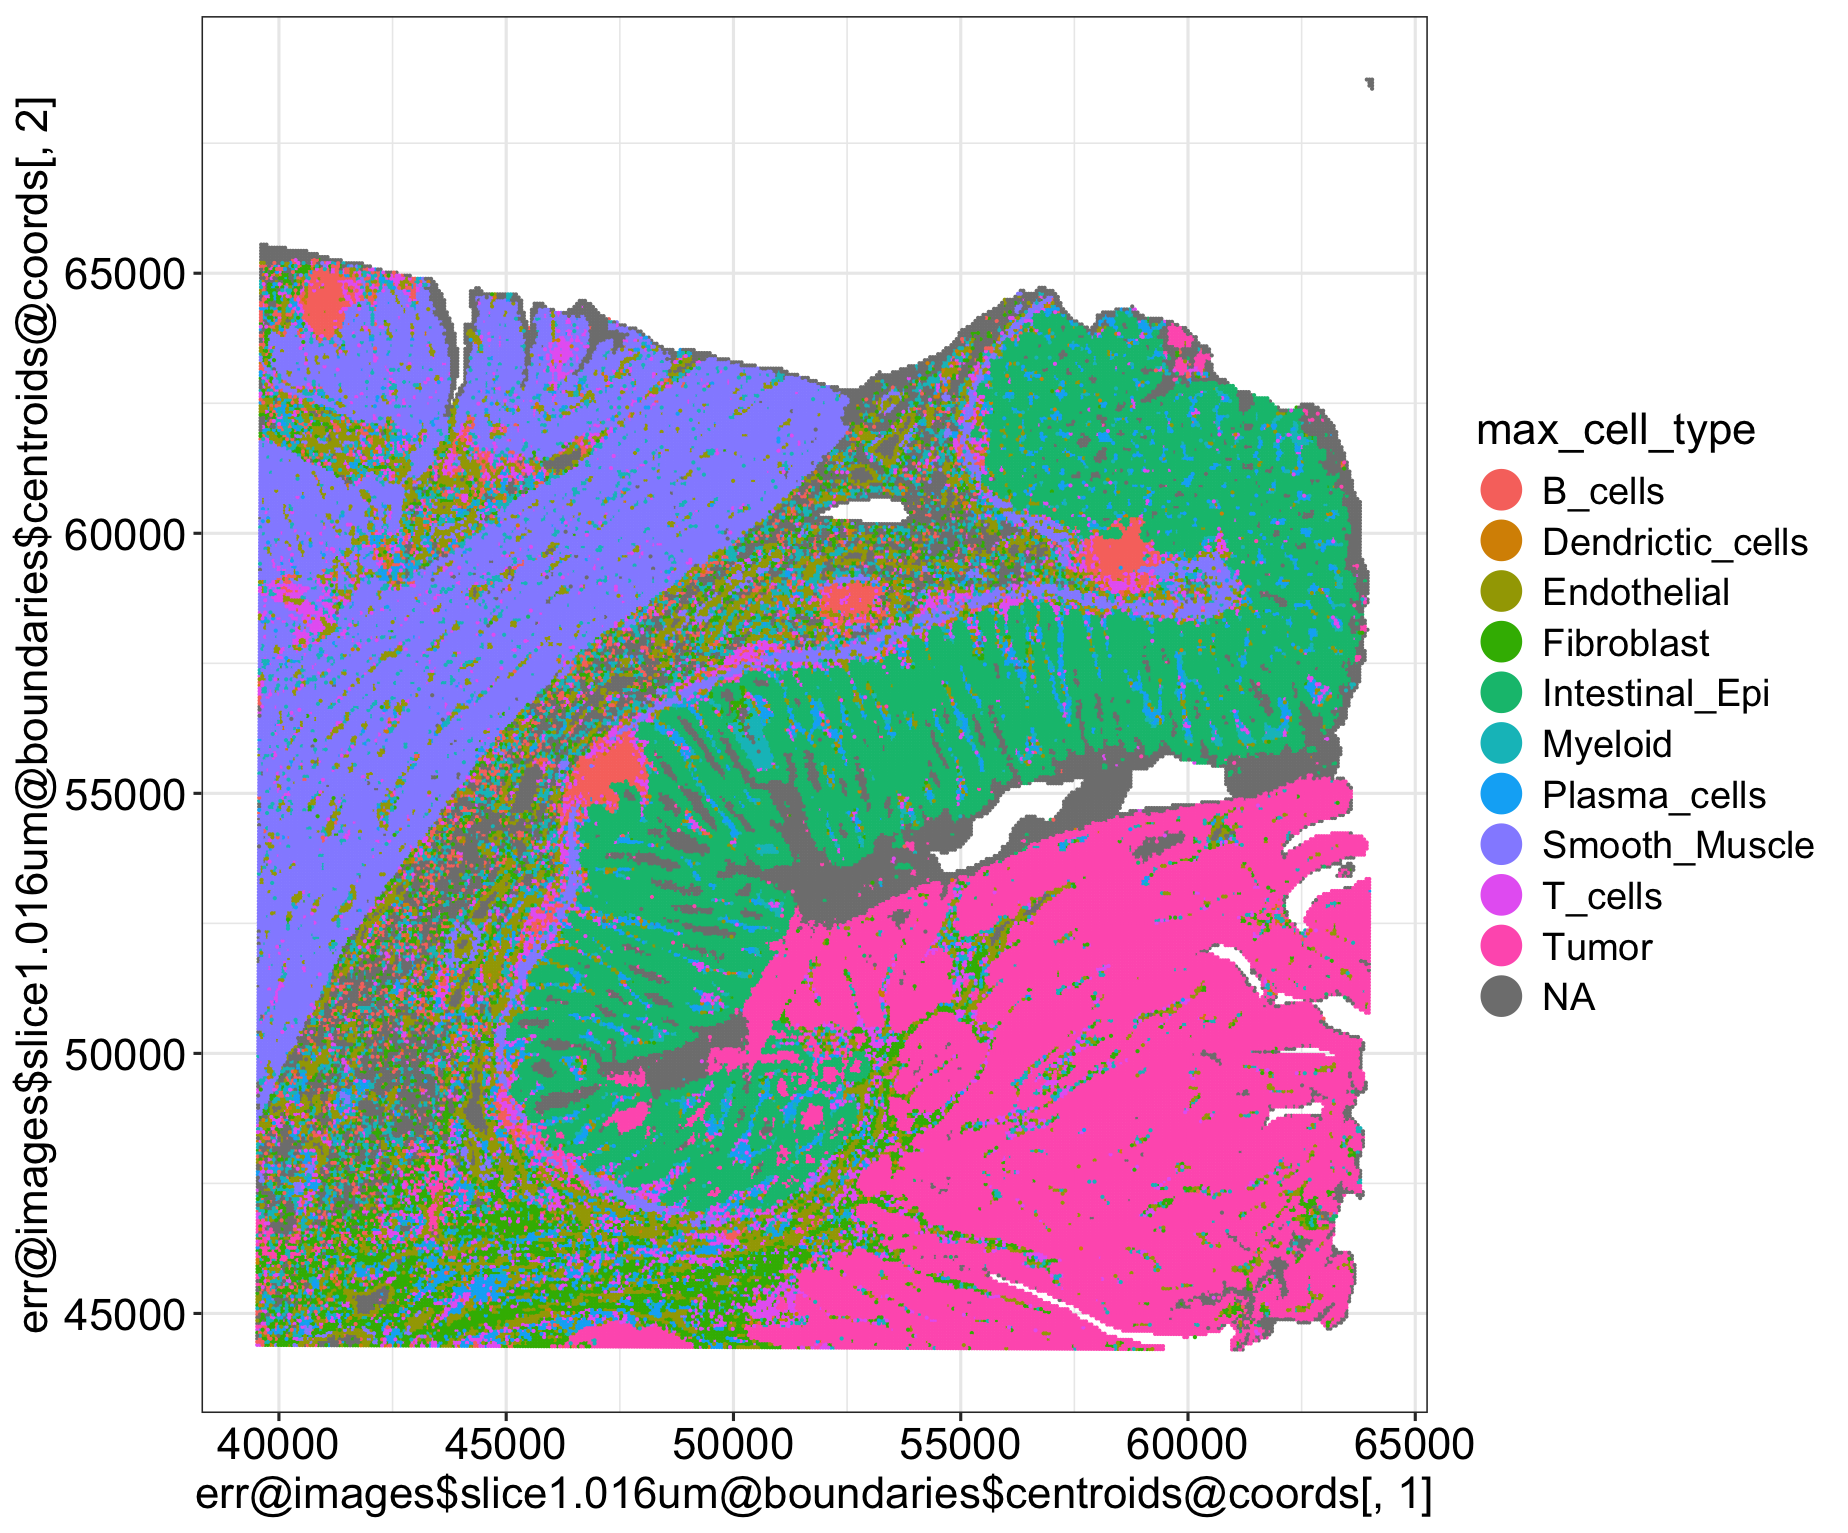 err@images$slice1.016um@boundaries$centroids@coords[, 2]
65000
60000
55000
50000
45000
40000 45000 50000 55000 60000 65000
err@images$slice1.016um@boundaries$centroids@coords[, 1]
max_cell_type
B_cells
Dendrictic_cells
Endothelial
Fibroblast
Intestinal_Epi
Myeloid
Plasma_cells
Smooth_Muscle
T_cells
Tumor
NA